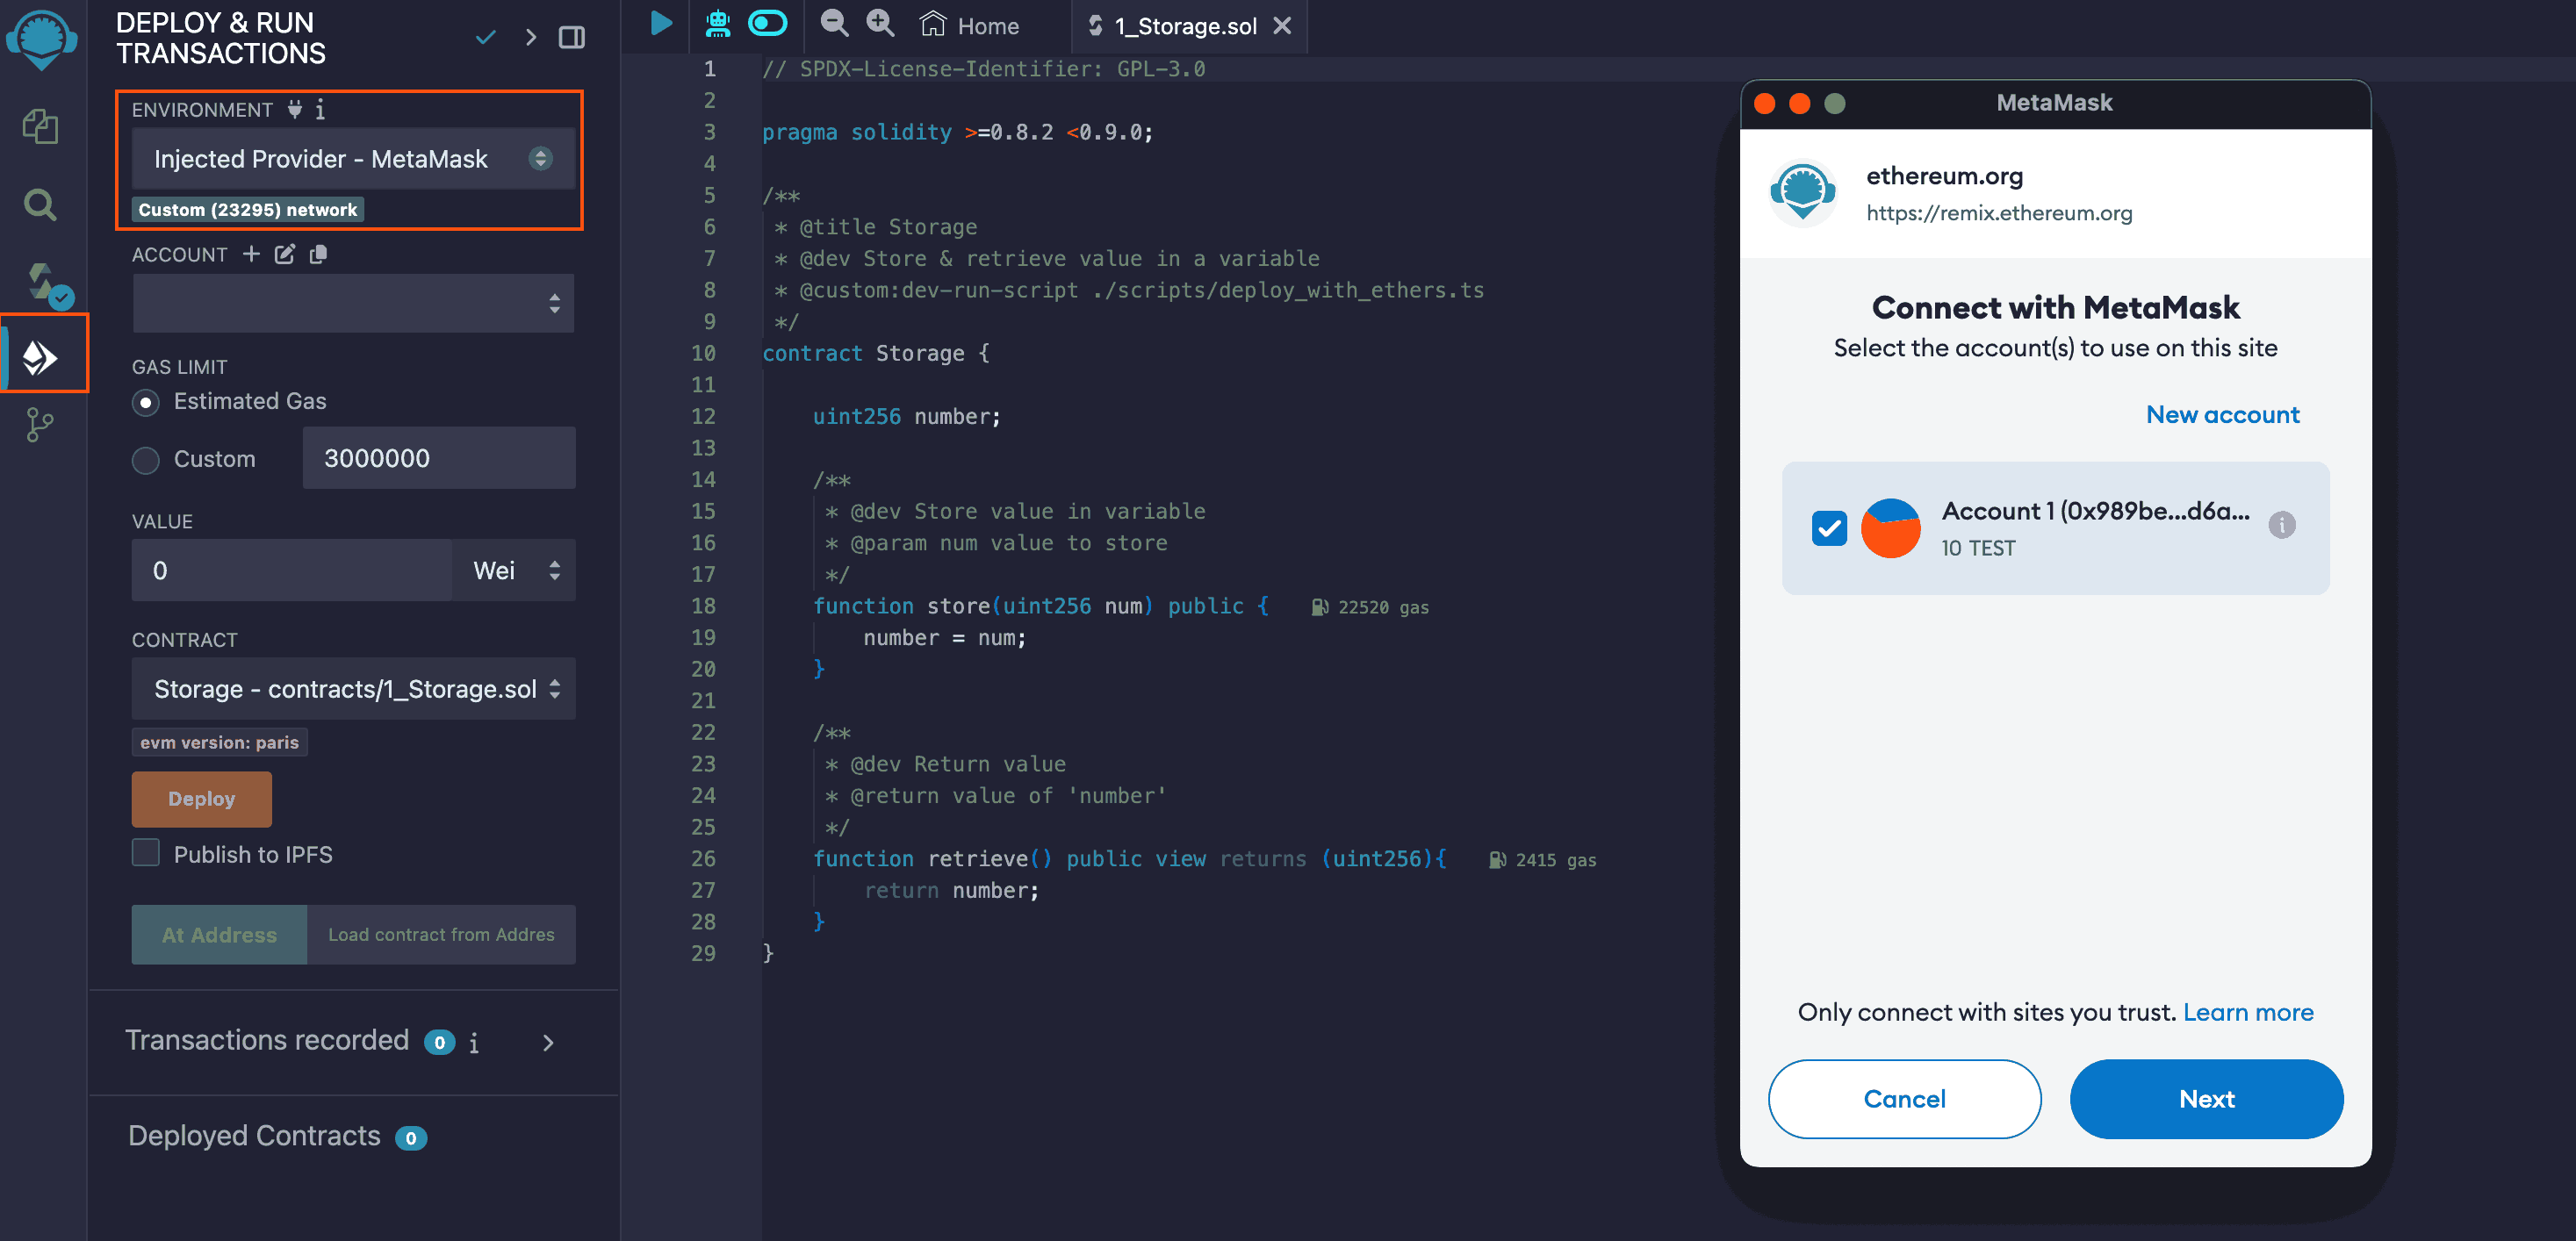 DEPLOY & RUN
TRANSACTIONS
ENVIRONMENT
Injected Provider - MetaMask
Custom (23295) network
ACCOUNT
GAS LIMIT
Estimated Gas
Custom
3000000
VALUE
0
Wei
CONTRACT
Storage - contracts/1_Storage.sol
evm version: paris
Deploy
Publish to IPFS
At Address
Load contract from Addres
Transactions recorded 0
Deployed Contracts 0
Home
1_Storage.sol
1 // SPDX-License-Identifier: GPL-3.0
2
3 pragma solidity >=0.8.2 <0.9.0;
4
5 /**
6 * @title Storage
7 * @dev Store & retrieve value in a variable
8 * @custom:dev-run-script ./scripts/deploy_with_ethers.ts
9 */
10 contract Storage {
11
12 uint256 number;
13
14 /**
15 * @dev Store value in variable
16 * @param num value to store
17 */
18 function store(uint256 num) public { 22520 gas
19 number = num;
20 }
21
22 /**
23 * @dev Return value
24 * @return value of 'number'
25 */
26 function retrieve() public view returns (uint256){ 2415 gas
27 return number;
28 }
29 }
MetaMask
ethereum.org
https://remix.ethereum.org
Connect with MetaMask
Select the account(s) to use on this site
New account
Account 1 (0x989be...d6a...
10 TEST
Only connect with sites you trust. Learn more
Cancel
Next